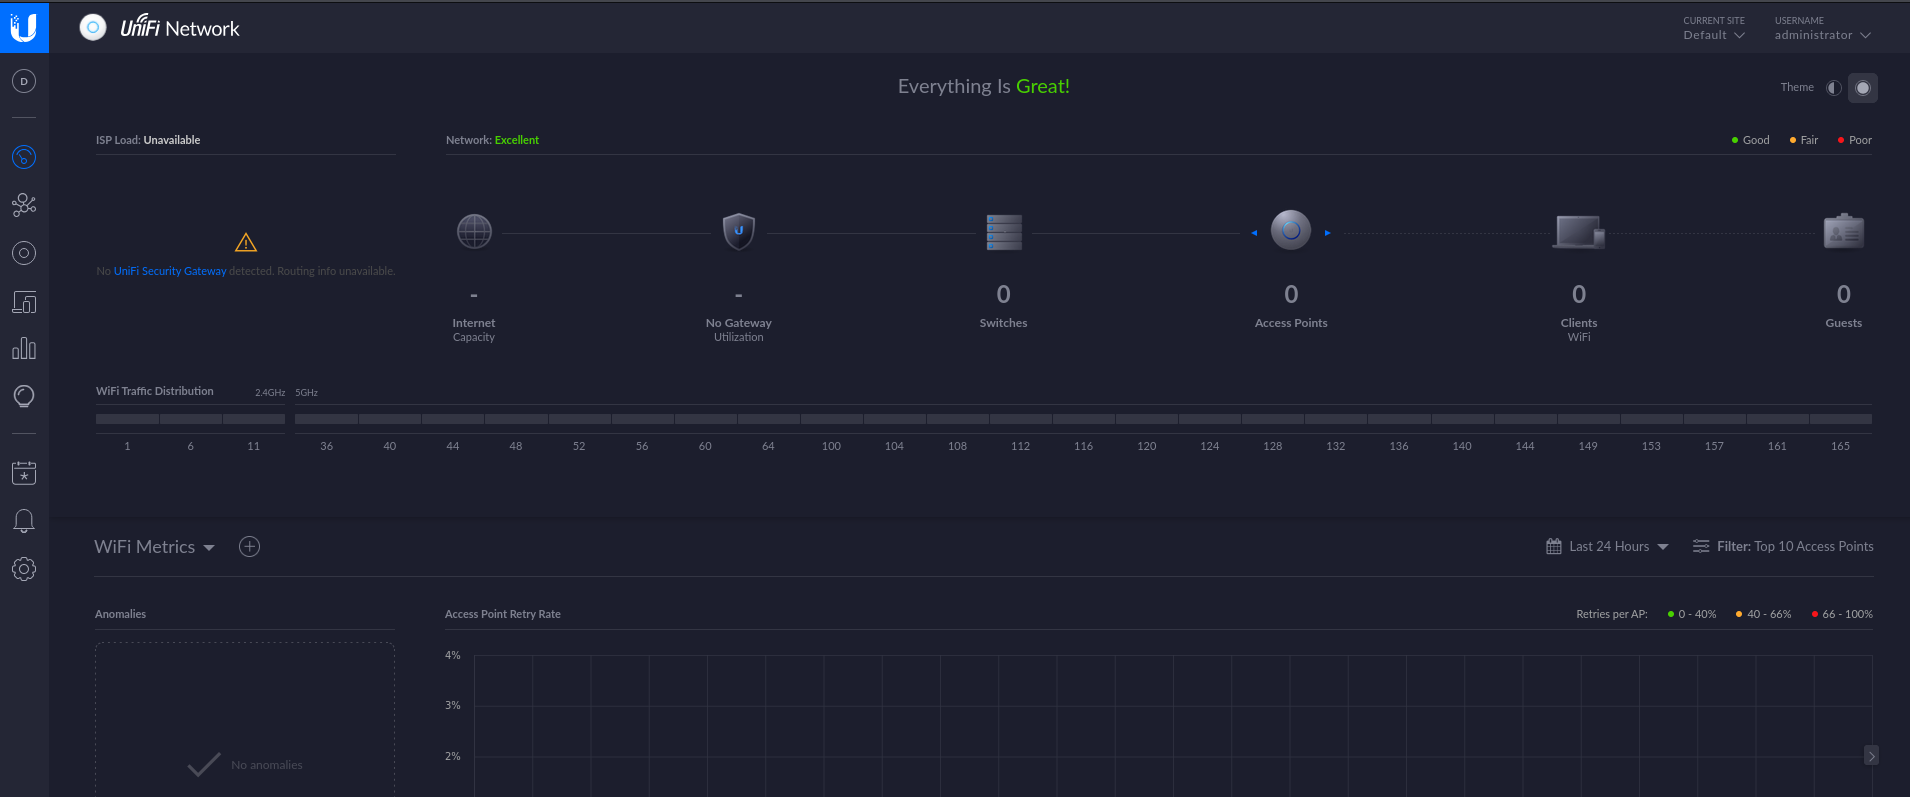 UniFi Network
CURRENT SITE
Default
USERNAME
administrator
D
Everything Is Great!
Theme
ISP Load: Unavailable
Network: Excellent
Good Fair Poor
No UniFi Security Gateway detected. Routing info unavailable.
- - 0 0 0 0
Internet No Gateway Switches Access Points Clients Guests
Capacity Utilization WiFi
WiFi Traffic Distribution 2.4GHz 5GHz
1 6 11 36 40 44 48 52 56 60 64 100 104 108 112 116 120 124 128 132 136 140 144 149 153 157 161 165
WiFi Metrics
Last 24 Hours
Filter: Top 10 Access Points
Anomalies
Access Point Retry Rate
Retries per AP: 0 - 40% 40 - 66% 66 - 100%
4%
3%
2%
No anomalies